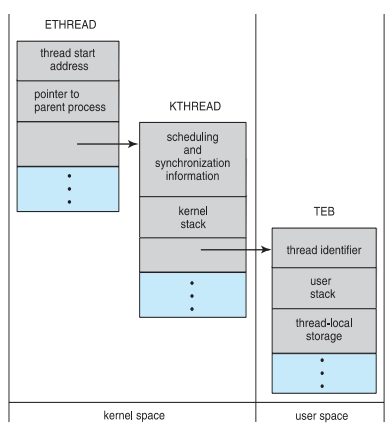 ETHREAD
thread start
address
pointer to
parent process
KTHREAD
scheduling
and
synchronization
information
kernel
stack
TEB
thread identifier
user
stack
thread-local
storage
kernel space
user space